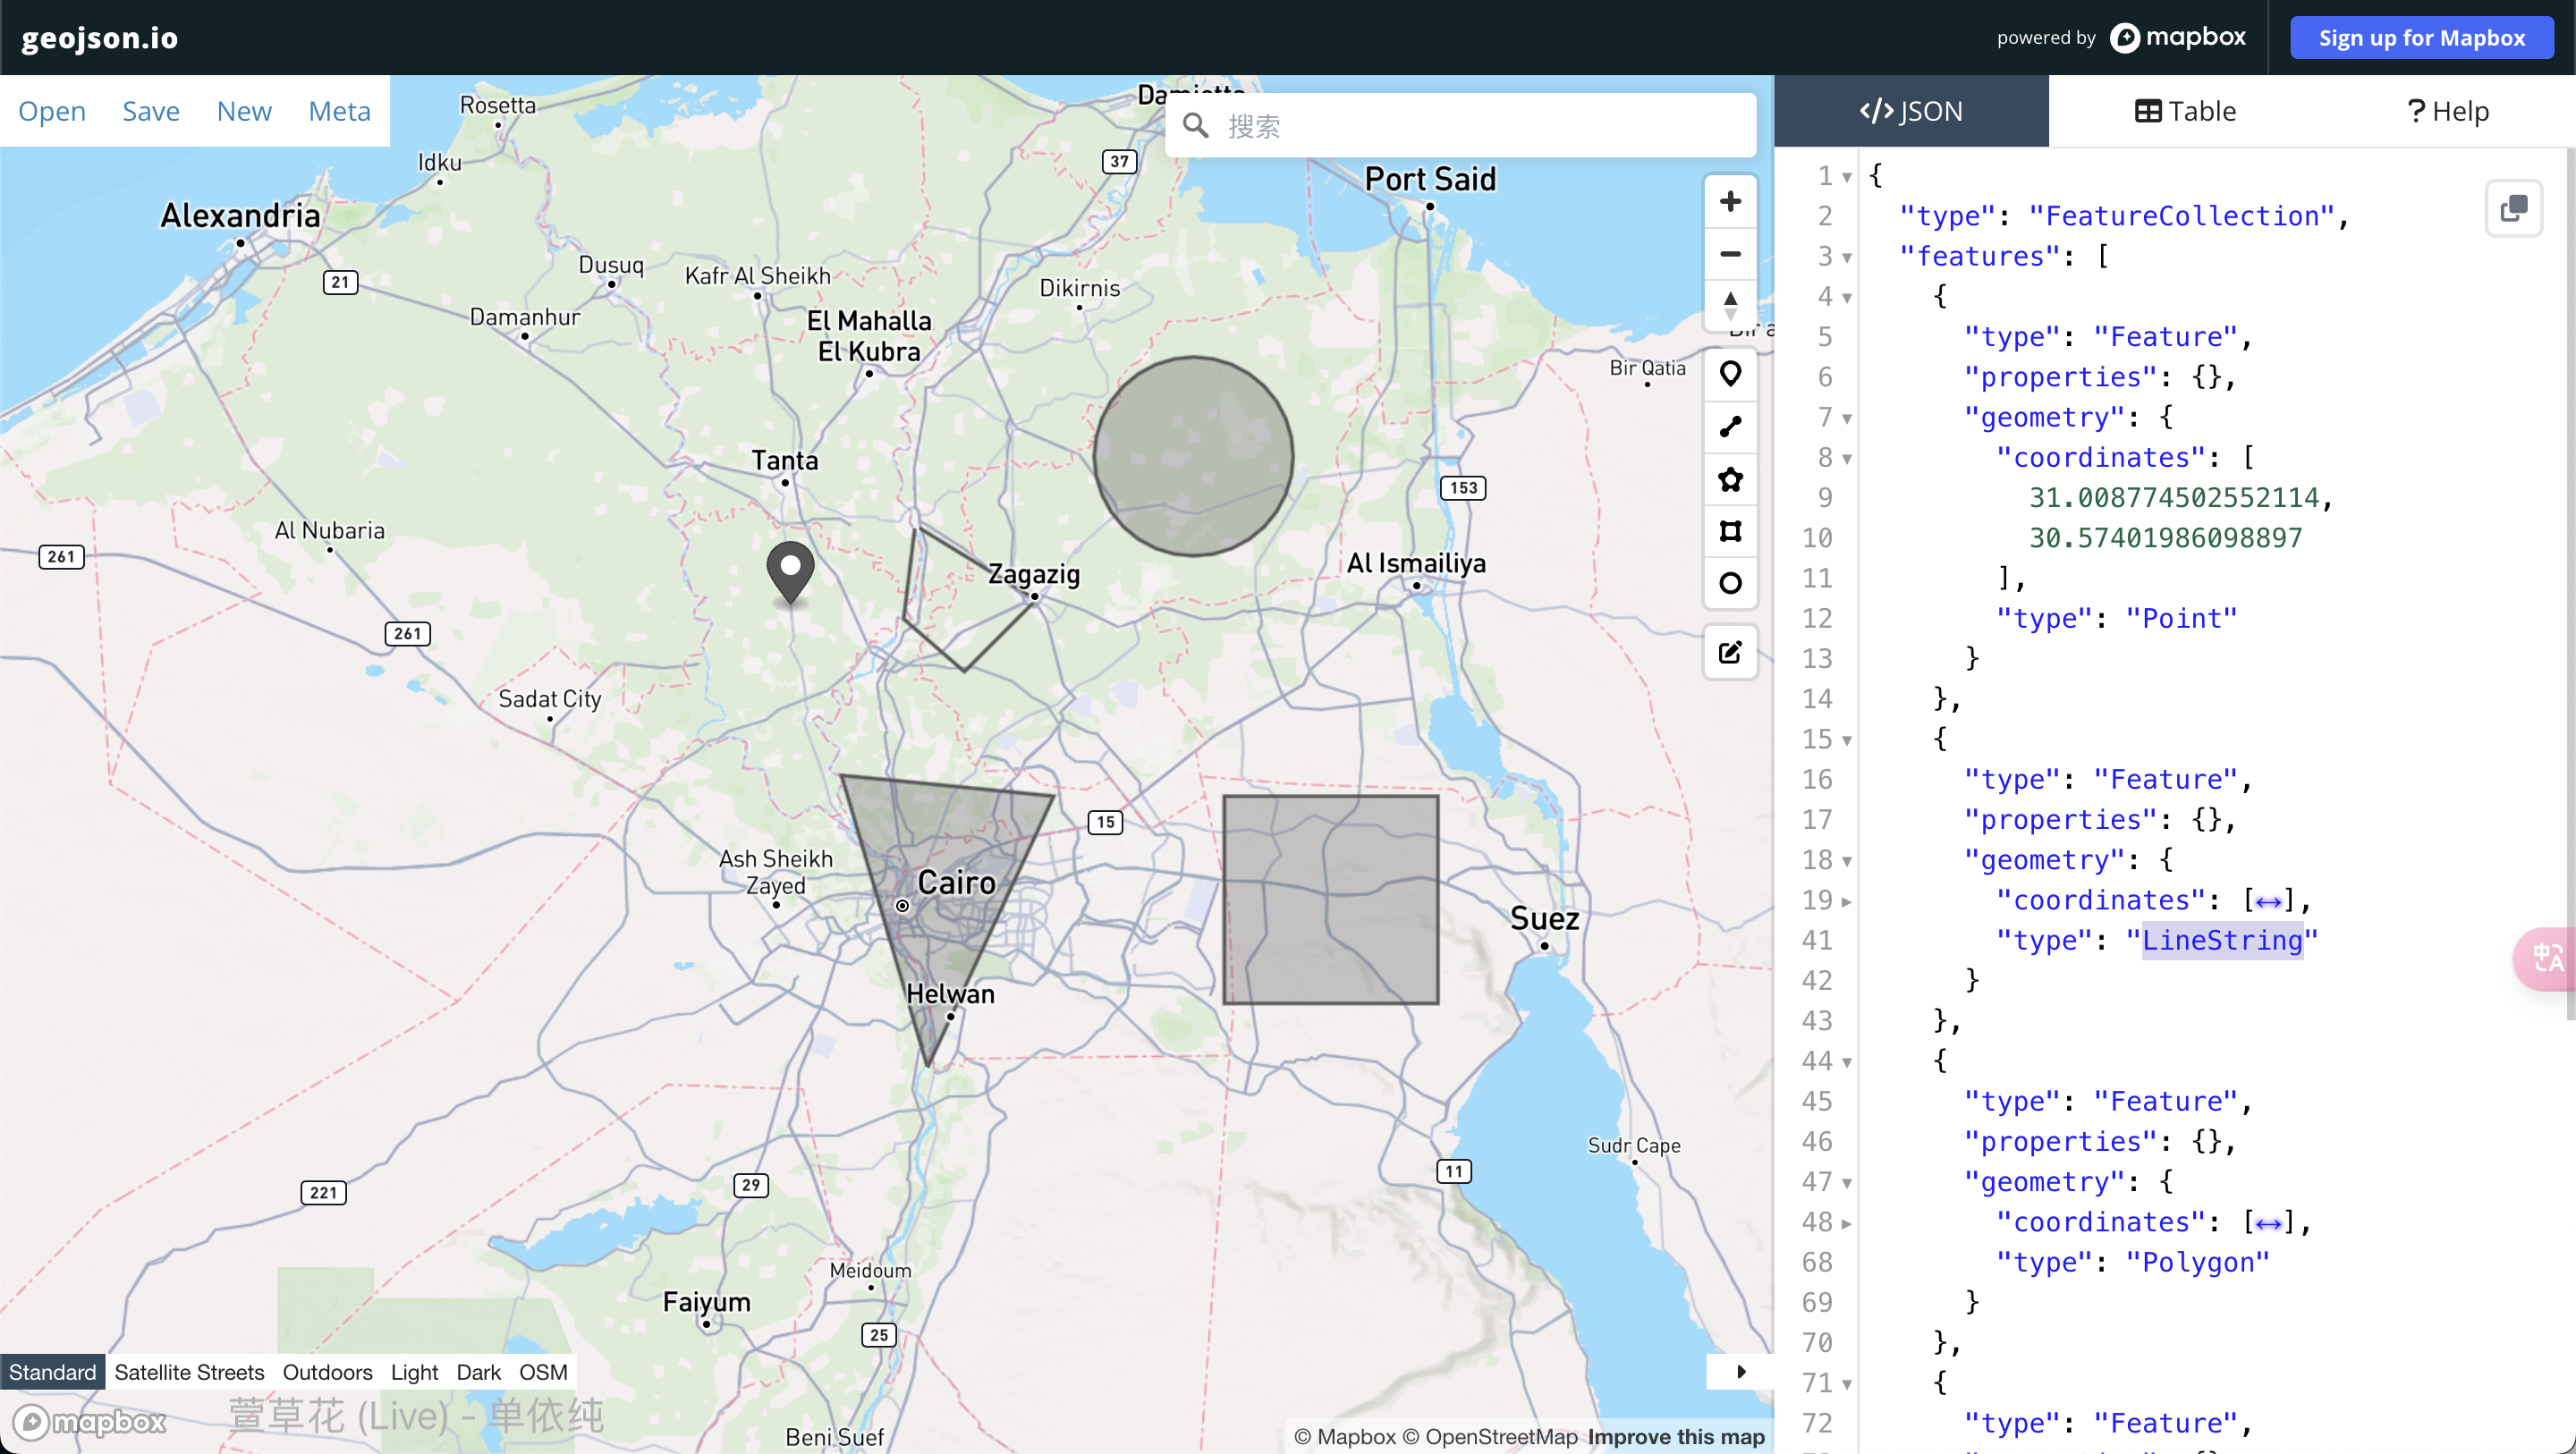 geojson.io
powered by mapbox
Sign up for Mapbox
Open Save New Meta
搜索
JSON
Table
? Help
Rosetta
Damietta
Idku
37
Port Said
Alexandria
21
Dusuq
Kafr Al Sheikh
Dikirnis
Damanhur
El Mahalla
El Kubra
Bir Qatia
Tanta
153
Al Nubaria
261
Zagazig
Al Ismailiya
261
Sadat City
15
Ash Sheikh
Zayed
Cairo
Suez
Helwan
Sudr Cape
11
29
221
Meidoum
Faiyum
25
Beni Suef
Standard Satellite Streets Outdoors Light Dark OSM
mapbox
萱草花 (Live) - 单依纯
© Mapbox © OpenStreetMap Improve this map
1 {
2 "type": "FeatureCollection",
3 "features": [
4 {
5 "type": "Feature",
6 "properties": {},
7 "geometry": {
8 "coordinates": [
9 31.008774502552114,
10 30.57401986098897
11 ],
12 "type": "Point"
13 }
14 },
15 {
16 "type": "Feature",
17 "properties": {},
18 "geometry": {
19 "coordinates": [↔],
41 "type": "LineString"
42 }
43 },
44 {
45 "type": "Feature",
46 "properties": {},
47 "geometry": {
48 "coordinates": [↔],
68 "type": "Polygon"
69 }
70 },
71 {
72 "type": "Feature",